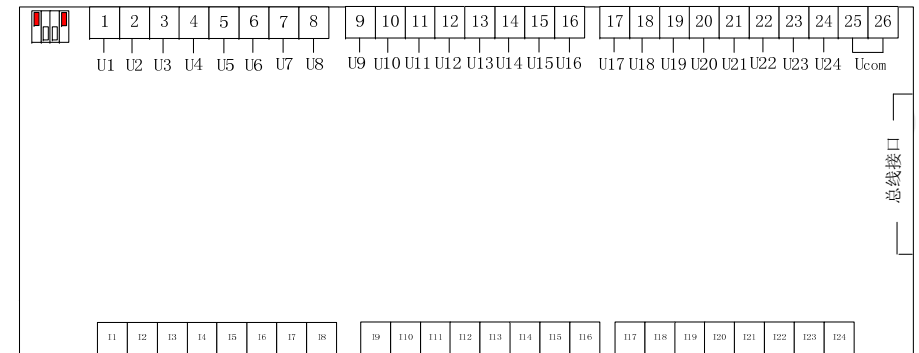 1 2 3 4 5 6 7 8 9 10 11 12 13 14 15 16 17 18 19 20 21 22 23 24 25 26
U1 U2 U3 U4 U5 U6 U7 U8 U9 U10 U11 U12 U13 U14 U15 U16 U17 U18 U19 U20 U21 U22 U23 U24 Ucom
总线接口
I1 I2 I3 I4 I5 I6 I7 I8 I9 I10 I11 I12 I13 I14 I15 I16 I17 I18 I19 I20 I21 I22 I23 I24